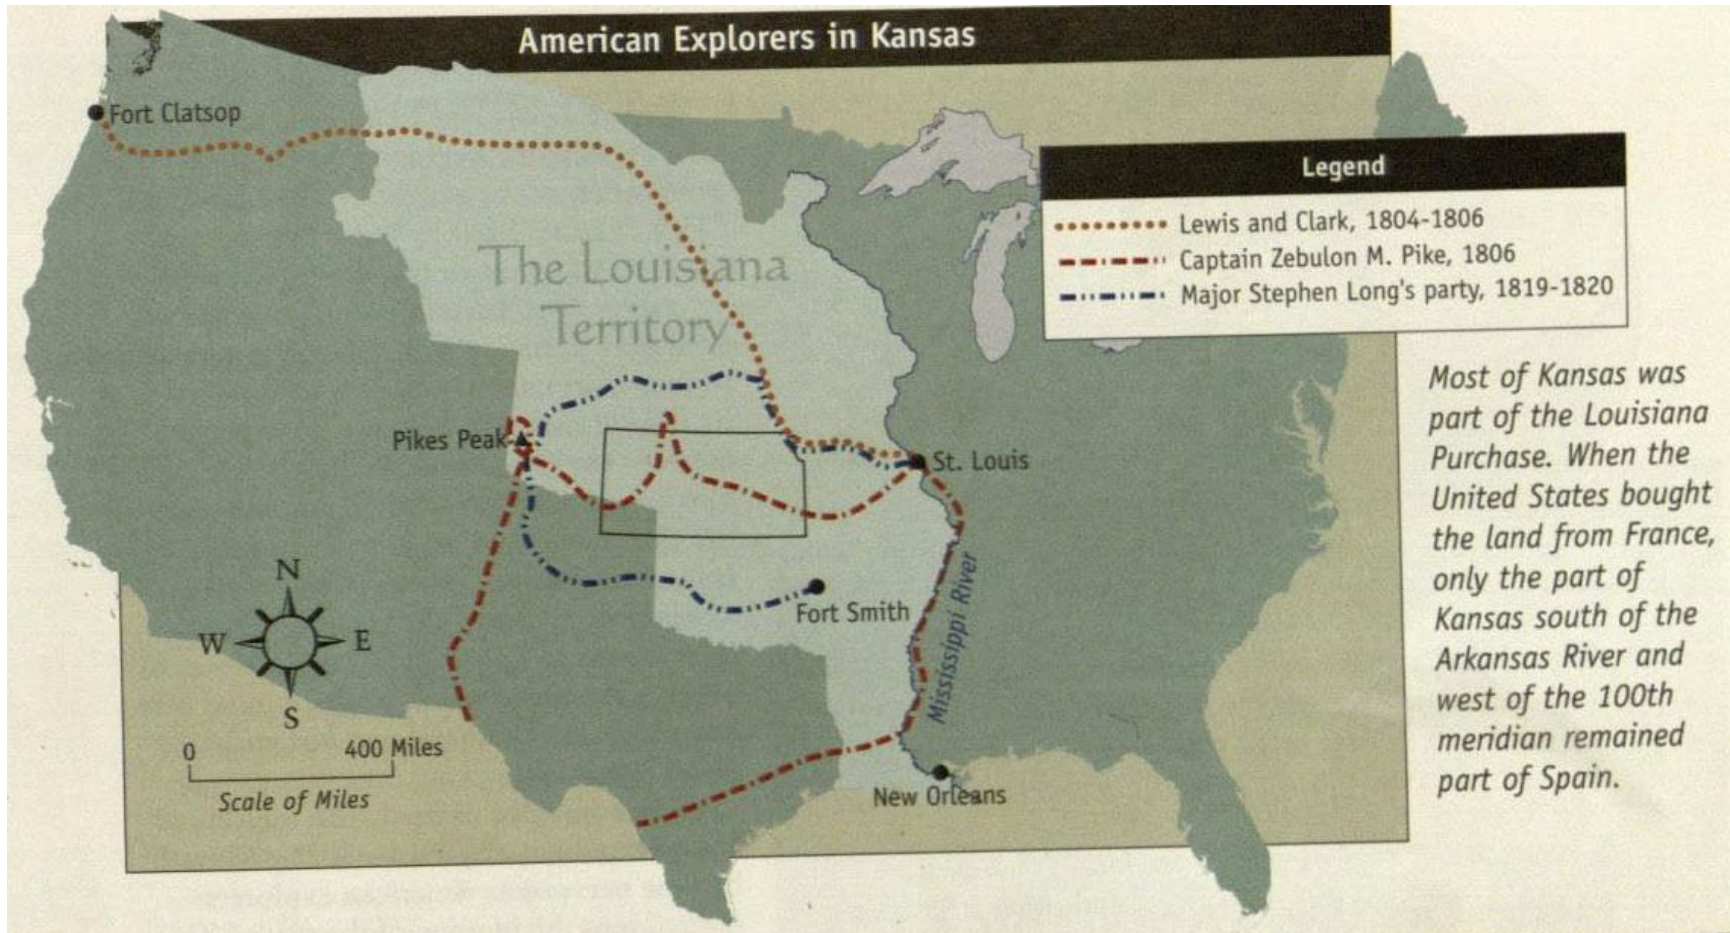 American Explorers in Kansas
Fort Clatsop
Legend
Lewis and Clark, 1804-1806
Captain Zebulon M. Pike, 1806
Major Stephen Long's party, 1819-1820
The Louisiana
Territory
Pikes Peak
St. Louis
Fort Smith
Mississippi River
New Orleans
N
W
E
S
0
400 Miles
Scale of Miles
Most of Kansas was
part of the Louisiana
Purchase. When the
United States bought
the land from France,
only the part of
Kansas south of the
Arkansas River and
west of the 100th
meridian remained
part of Spain.